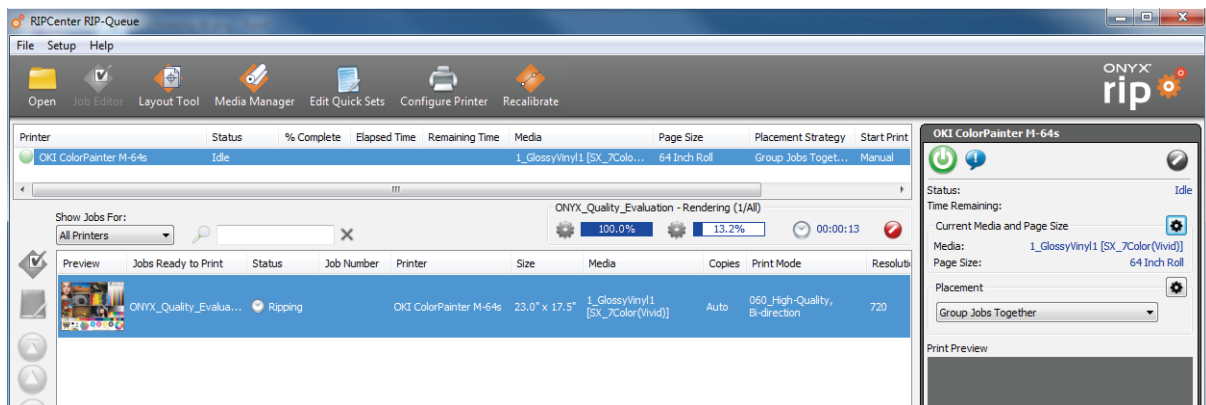 RIPCenter RIP-Queue
File Setup Help
Open Job Editor Layout Tool Media Manager Edit Quick Sets Configure Printer Recalibrate
ONYX
rip
Printer Status % Complete Elapsed Time Remaining Time Media Page Size Placement Strategy Start Print
OKI ColorPainter M-64s Idle 1_GlossyVinyl1 [SX_7Colo... 64 Inch Roll Group Jobs Toget... Manual
Show Jobs For:
All Printers
ONYX_Quality_Evaluation - Rendering (1/All)
100.0% 13.2% 00:00:13
Preview Jobs Ready to Print Status Job Number Printer Size Media Copies Print Mode Resoluti
ONYX_Quality_Evalua... Ripping OKI ColorPainter M-64s 23.0" x 17.5" 1_GlossyVinyl1 Auto 060_High-Quality, 720
[SX_7Color(Vivid)] Bi-direction
OKI ColorPainter M-64s
Status: Idle
Time Remaining:
Current Media and Page Size
Media: 1_GlossyVinyl1 [SX_7Color(Vivid)]
Page Size: 64 Inch Roll
Placement
Group Jobs Together
Print Preview